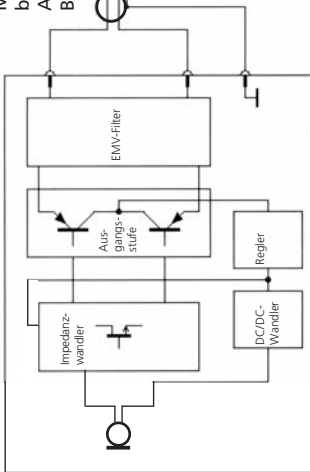 EMV-Filter
Aus-
gangs-
stufe
Impedanz-
wandler
Regler
DC/DC-
Wandler
M
b
A
B